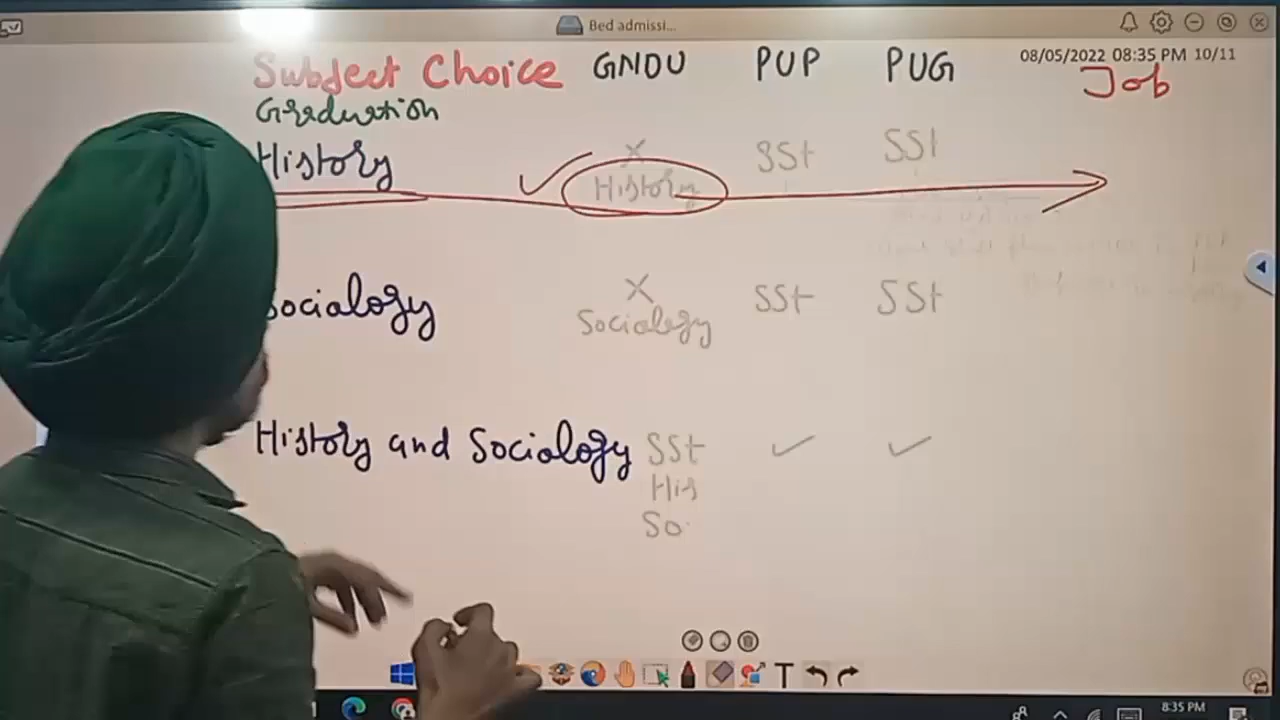 Bed admissi...
08/05/2022 08:35 PM 10/11
Subject Choice GNDU PUP PUG Job
Graduation
History X SSt SSt
History
Sociology X SSt SSt
Sociology
History and Sociology SSt ✓ ✓
His
So
T
8:35 PM